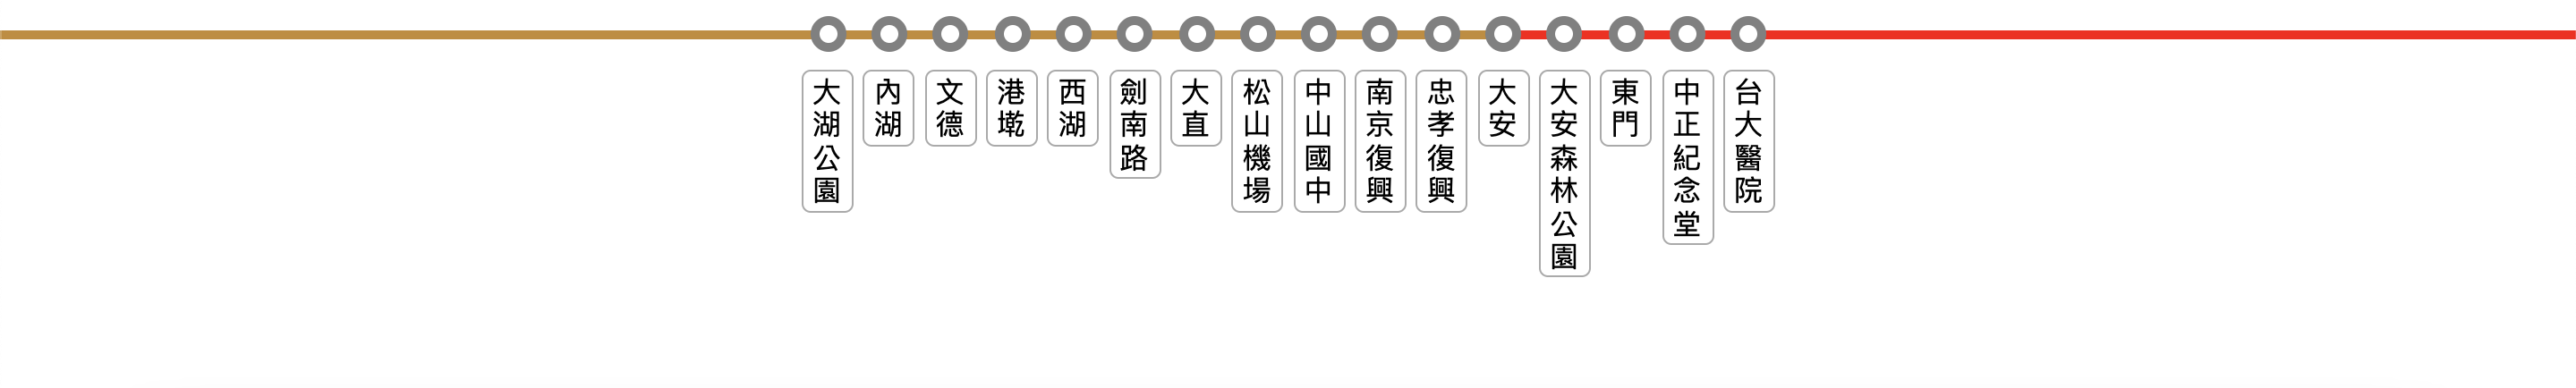 大湖公園
內湖
文德
港墘
西湖
劍南路
大直
松山機場
中山國中
南京復興
忠孝復興
大安
大安森林公園
東門
中正紀念堂
台大醫院